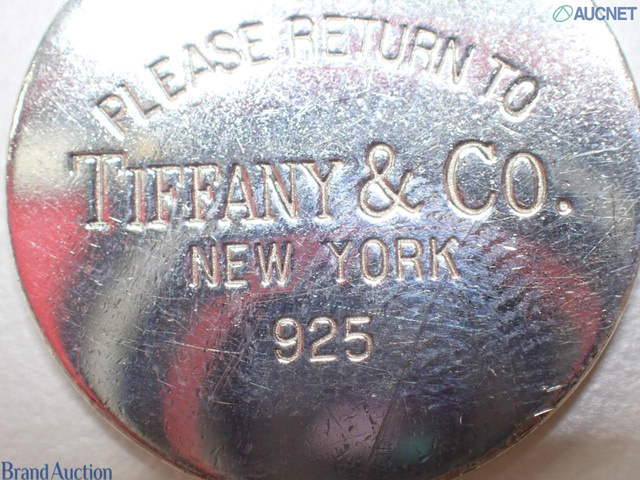 AUCNET
PLEASE RETURN TO
TIFFANY & CO.
NEW YORK
925
Brand Auction